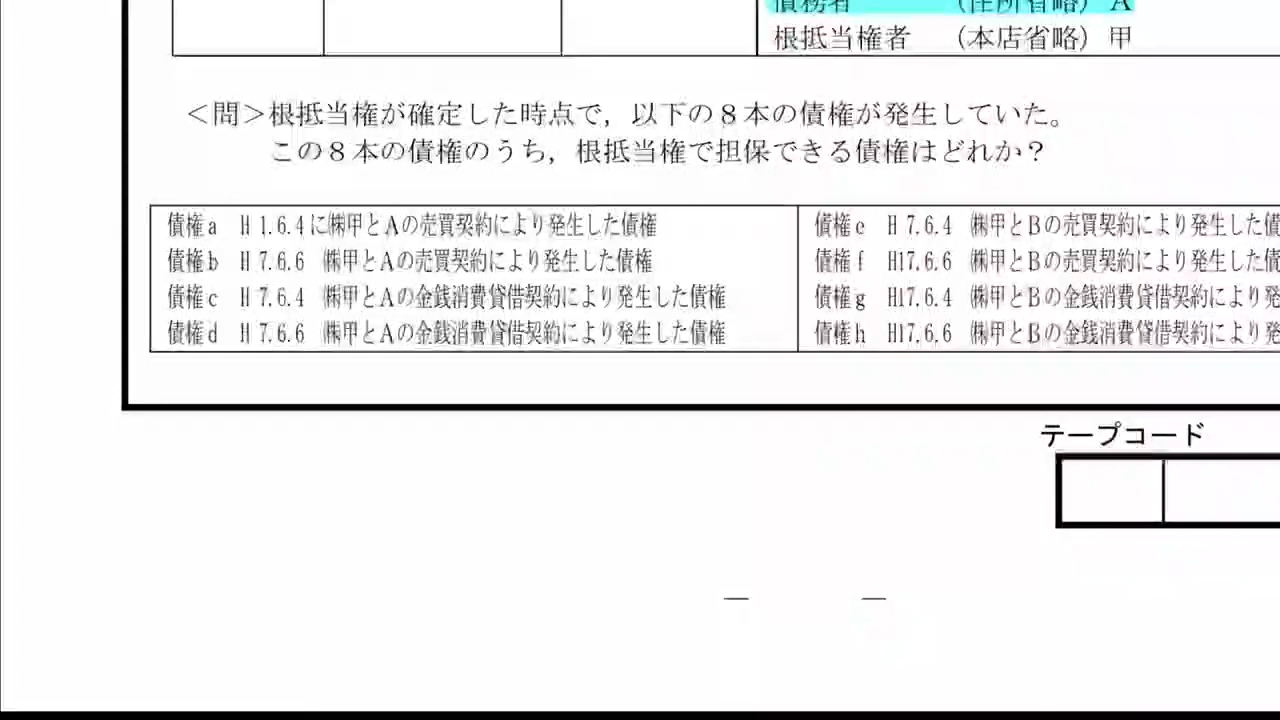 債務者 (住所省略) A
根抵当権者 (本店省略) 甲
<問>根抵当権が確定した時点で,以下の8本の債権が発生していた。
この8本の債権のうち,根抵当権で担保できる債権はどれか?
債権a H 1.6.4に㈱甲とAの売買契約により発生した債権
債権b H 7.6.6 ㈱甲とAの売買契約により発生した債権
債権c H 7.6.4 ㈱甲とAの金銭消費貸借契約により発生した債権
債権d H 7.6.6 ㈱甲とAの金銭消費貸借契約により発生した債権
債権e H 7.6.4 ㈱甲とBの売買契約により発生した債
債権f H17.6.6 ㈱甲とBの売買契約により発生した債
債権g H17.6.4 ㈱甲とBの金銭消費貸借契約により発
債権h H17.6.6 ㈱甲とBの金銭消費貸借契約により発
テープコード